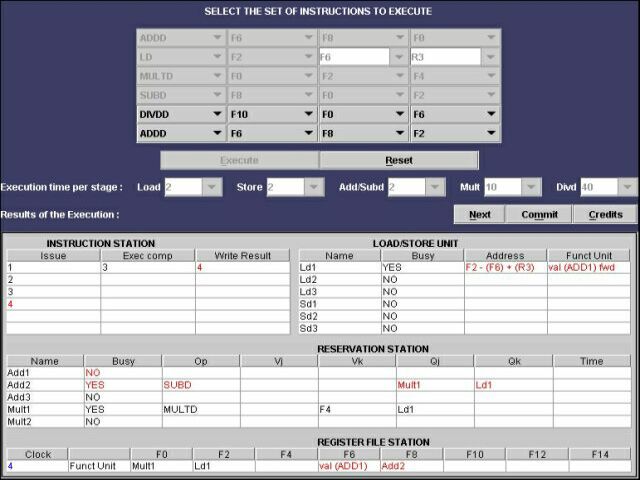 SELECT THE SET OF INSTRUCTIONS TO EXECUTE
ADDD F6 F8 F0
LD F2 F6 R3
MULTD F0 F2 F4
SUBD F8 F0 F2
DIVDD F10 F0 F6
ADDD F6 F8 F2
Execute Reset
Execution time per stage : Load 2 Store 2 Add/Subd 2 Mult 10 Divd 40
Results of the Execution : Next Commit Credits
INSTRUCTION STATION LOAD/STORE UNIT
Issue Exec comp Write Result Name Busy Address Funct Unit
1 3 4 Ld1 YES F2 - (F6) + (R3) val (ADD1) fwd
2 Ld2 NO
3 Ld3 NO
4 Sd1 NO
Sd2 NO
Sd3 NO
RESERVATION STATION
Name Busy Op Vj Vk Qj Qk Time
Add1 NO
Add2 YES SUBD Mult1 Ld1
Add3 NO
Mult1 YES MULTD F4 Ld1
Mult2 NO
REGISTER FILE STATION
Clock F0 F2 F4 F6 F8 F10 F12 F14
4 Funct Unit Mult1 Ld1 val (ADD1) Add2